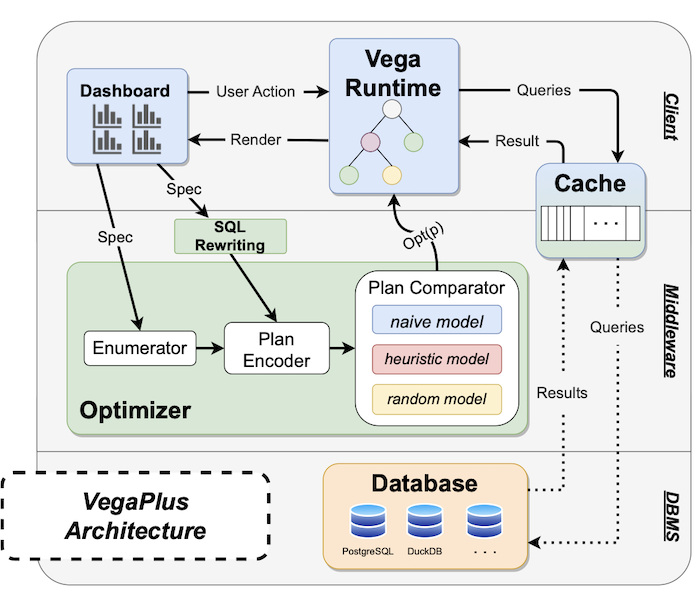 Dashboard
User Action
Vega
Runtime
Queries
Client
Render
Result
Cache
. . .
Spec
Spec
SQL
Rewriting
Opt(p)
Middleware
Plan Comparator
naive model
heuristic model
random model
Enumerator
Plan
Encoder
Optimizer
Queries
Results
VegaPlus
Architecture
Database
PostgreSQL
DuckDB
. . .
DBMS